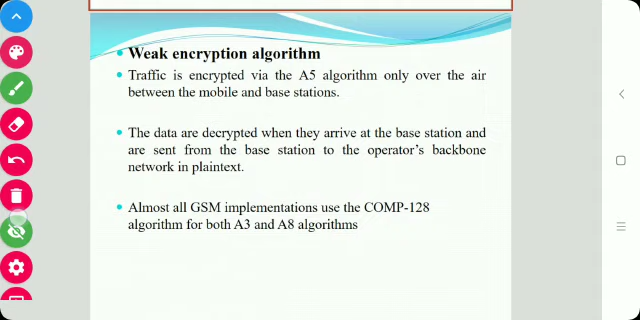 Weak encryption algorithm
Traffic is encrypted via the A5 algorithm only over the air
between the mobile and base stations.
The data are decrypted when they arrive at the base station and
are sent from the base station to the operator's backbone
network in plaintext.
Almost all GSM implementations use the COMP-128
algorithm for both A3 and A8 algorithms